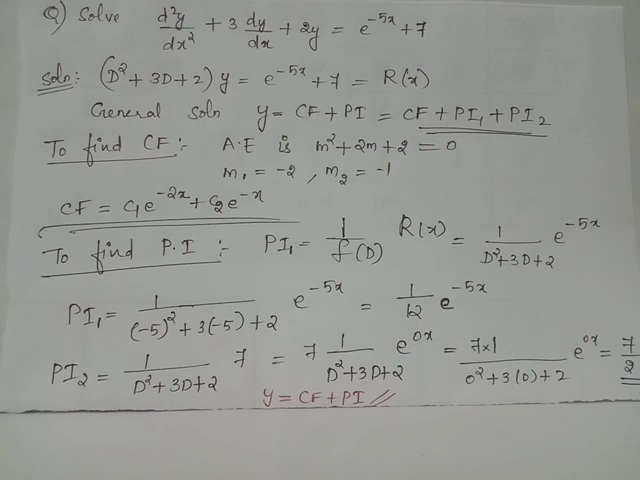 Q) Solve d²y/dx² + 3 dy/dx + 2y = e^-5x + 7
Soln:- (D² + 3D + 2) y = e^-5x + 7 = R(x)
General soln y = CF + PI = CF + PI₁ + PI₂
To find CF :- A.E is m² + 2m + 2 = 0
m₁ = -2 , m₂ = -1
CF = C₁e^-2x + C₂e^-x
To find P.I :- PI₁ = 1/f(D) R(x) = 1/(D²+3D+2) e^-5x
PI₁ = 1/((-5)² + 3(-5) + 2) e^-5x = 1/12 e^-5x
PI₂ = 1/(D²+3D+2) 7 = 7 1/(D²+3D+2) e^0x = 7×1/(0²+3(0)+2) e^0x = 7/2
y = CF + PI //